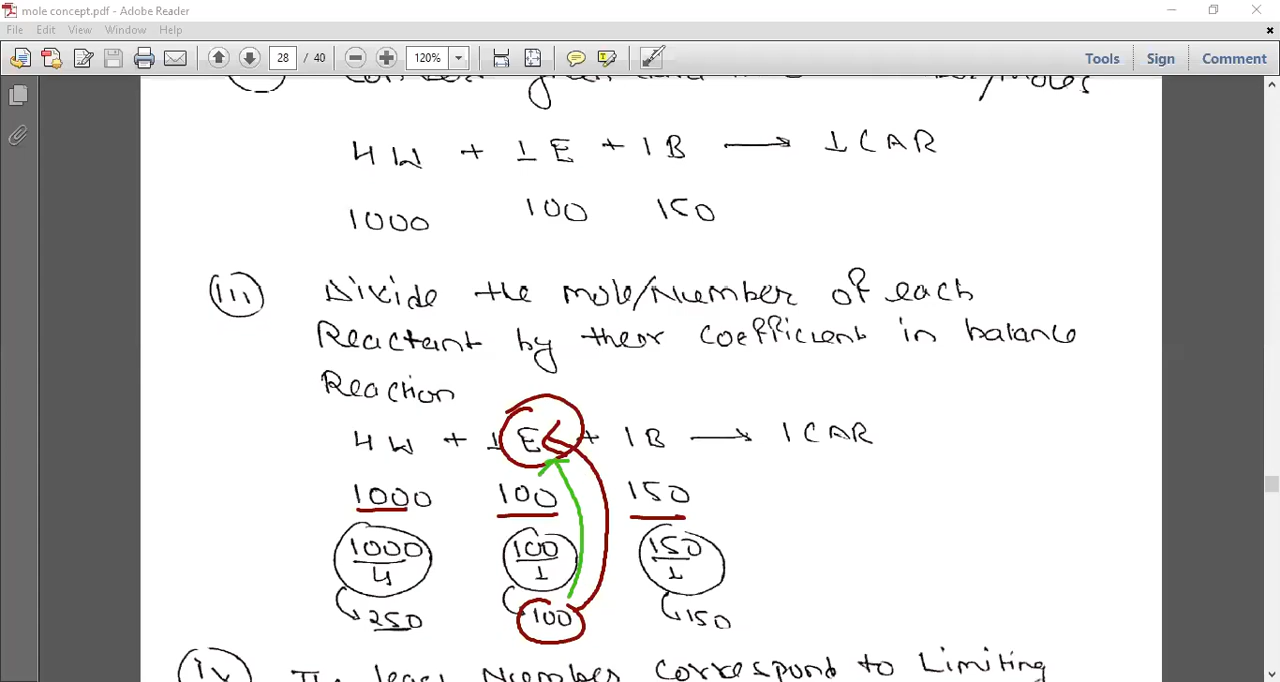 mole concept.pdf - Adobe Reader
File Edit View Window Help
28 / 40 120% Tools Sign Comment
given
4 W + 1 E + 1 B → 1 CAR
1000 100 150
(iii) Divide the mole/Number of each
Reactant by their coefficient in balance
Reaction
4 W + 1 E + 1 B → 1 CAR
1000 100 150
1000/4 100/1 150/1
250 100 150
(iv) The least Number correspond to Limiting